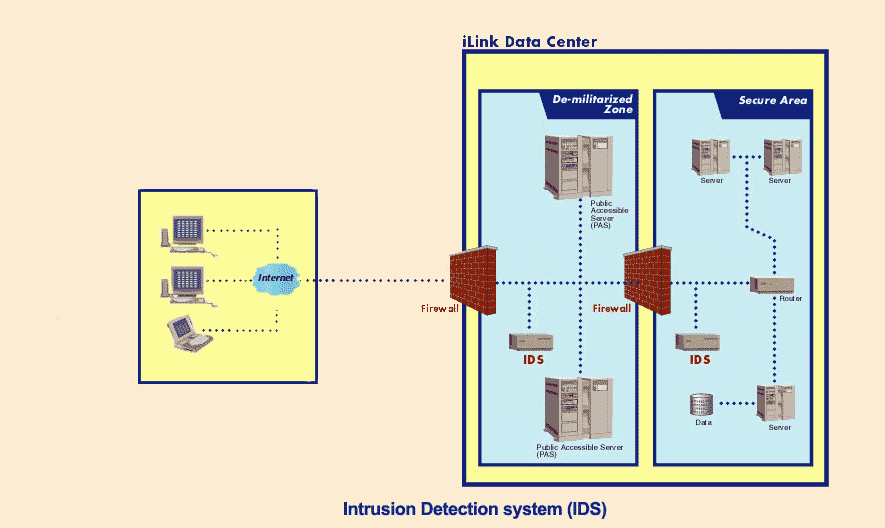 iLink Data Center
De-militarized
Zone
Secure Area
Server
Server
Public
Accessible
Server
(PAS)
Internet
Router
Firewall
Firewall
IDS
IDS
Data
Server
Public Accessible Server
(PAS)
Intrusion Detection system (IDS)